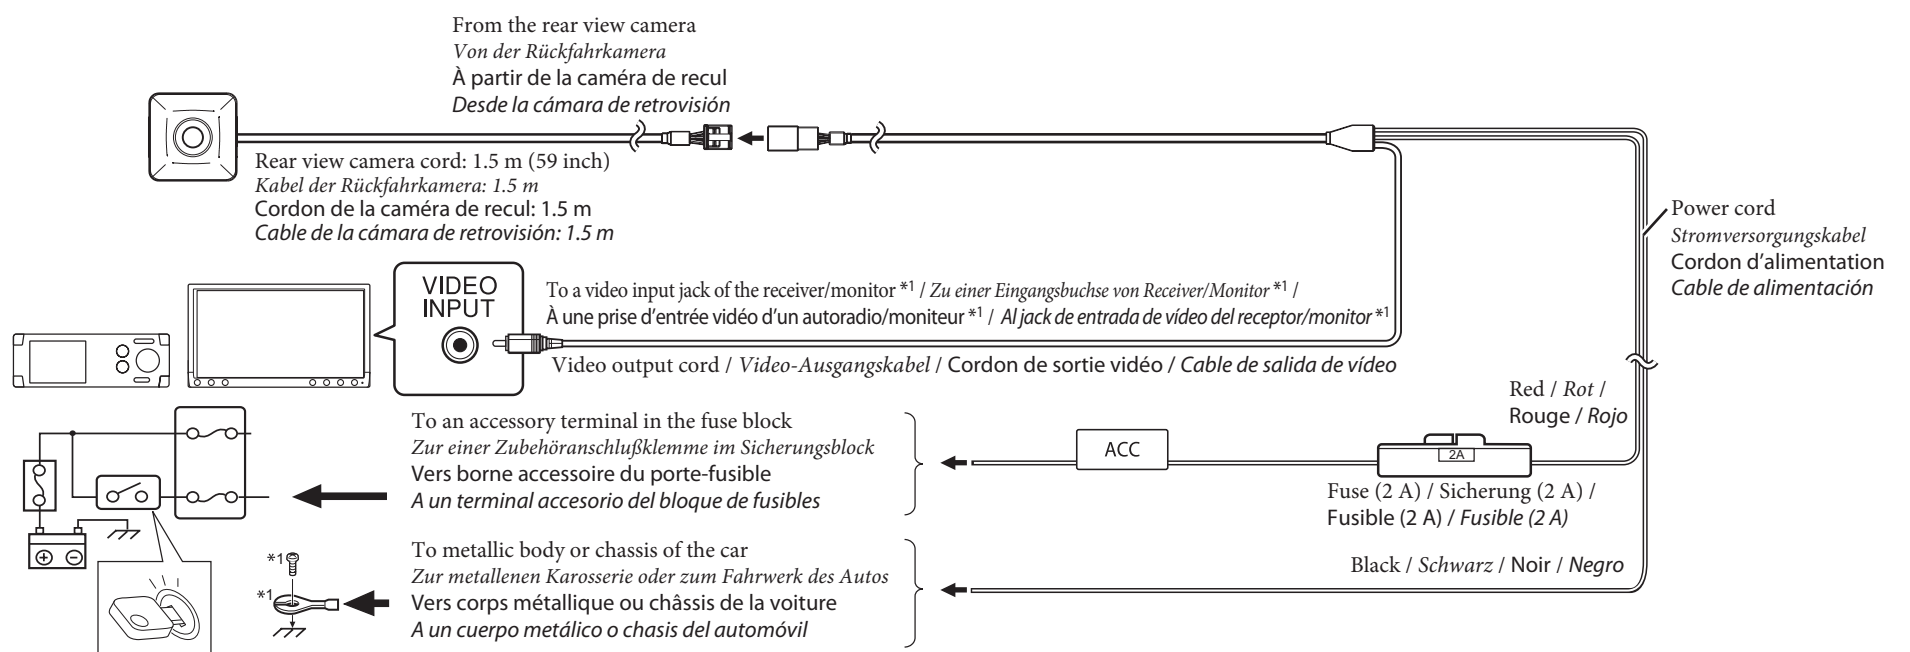 From the rear view camera
Von der Rückfahrkamera
À partir de la caméra de recul
Desde la cámara de retrovisión
Rear view camera cord: 1.5 m (59 inch)
Kabel der Rückfahrkamera: 1.5 m
Cordon de la caméra de recul: 1.5 m
Cable de la cámara de retrovisión: 1.5 m
Power cord
Stromversorgungskabel
Cordon d’alimentation
Cable de alimentación
VIDEO
INPUT
To a video input jack of the receiver/monitor *1 / Zu einer Eingangsbuchse von Receiver/Monitor *1 /
À une prise d’entrée vidéo d’un autoradio/moniteur *1 / Al jack de entrada de vídeo del receptor/monitor *1
Video output cord / Video-Ausgangskabel / Cordon de sortie vidéo / Cable de salida de vídeo
Red / Rot /
Rouge / Rojo
To an accessory terminal in the fuse block
Zur einer Zubehöranschlußklemme im Sicherungsblock
Vers borne accessoire du porte-fusible
A un terminal accesorio del bloque de fusibles
ACC
2A
Fuse (2 A) / Sicherung (2 A) /
Fusible (2 A) / Fusible (2 A)
To metallic body or chassis of the car
Zur metallenen Karosserie oder zum Fahrwerk des Autos
Vers corps métallique ou châssis de la voiture
A un cuerpo metálico o chasis del automóvil
*1
*1
Black / Schwarz / Noir / Negro